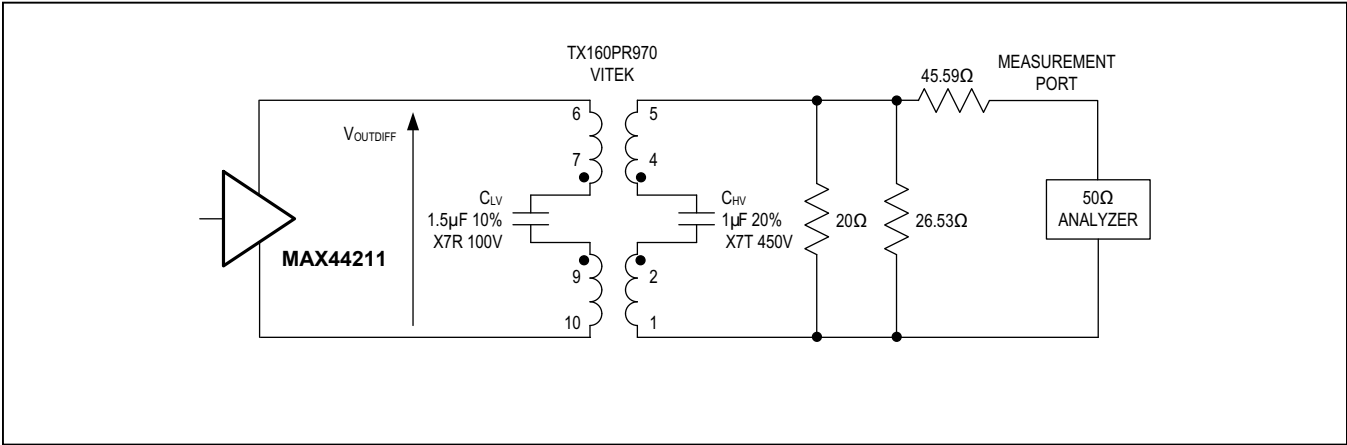 TX160PR970
VITEK
45.59Ω
MEASUREMENT
PORT
6
5
VOUTDIFF
7
4
CLV
1.5µF 10%
X7R 100V
CHV
1µF 20%
X7T 450V
20Ω
26.53Ω
50Ω
ANALYZER
MAX44211
9
2
10
1